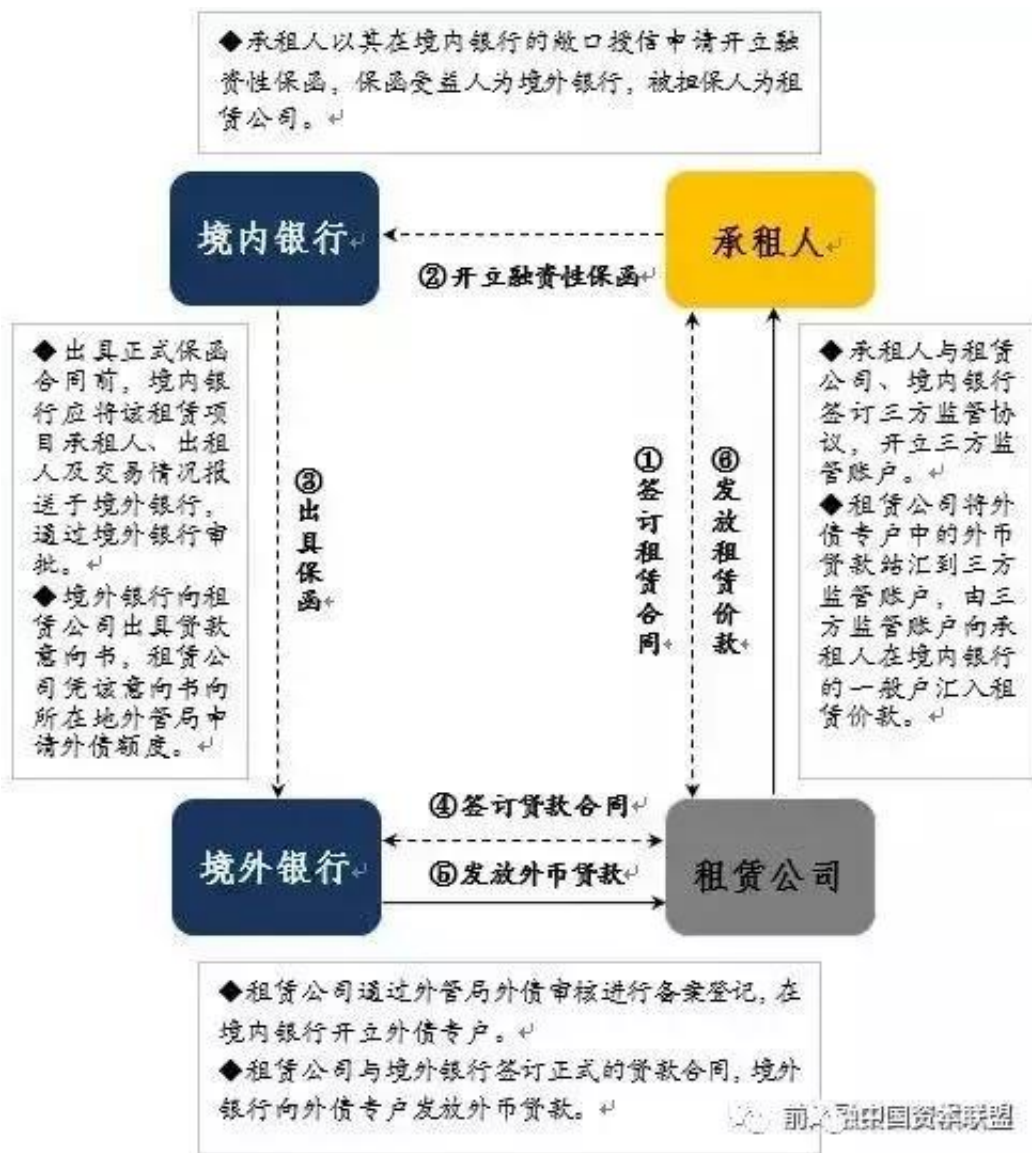 ◆承租人以其在境内银行的敞口授信申请开立融
资性保函，保函受益人为境外银行，被担保人为租
赁公司。↵
境内银行↵
承租人↵
②开立融资性保函↵
◆出具正式保函
合同前，境内银
行应将该租赁项
目承租人、出租
人及交易情况报
送于境外银行，
通过境外银行审
批。↵
◆境外银行向租
赁公司出具贷款
意向书，租赁公
司凭该意向书向
所在地外管局申
请外债额度。↵
③出具保函↵
①签订租赁合同↵
⑥发放租赁价款↵
◆承租人与租赁
公司、境内银行
签订三方监管协
议，开立三方监
管账户。↵
◆租赁公司将外
债专户中的外币
贷款结汇到三方
监管账户，由三
方监管账户向承
租人在境内银行
的一般户汇入租
赁价款。↵
④签订贷款合同↵
⑤发放外币贷款↵
境外银行↵
租赁公司
◆租赁公司通过外管局外债审核进行备案登记，在
境内银行开立外债专户。↵
◆租赁公司与境外银行签订正式的贷款合同，境外
银行向外债专户发放外币贷款。↵
融中国资本联盟